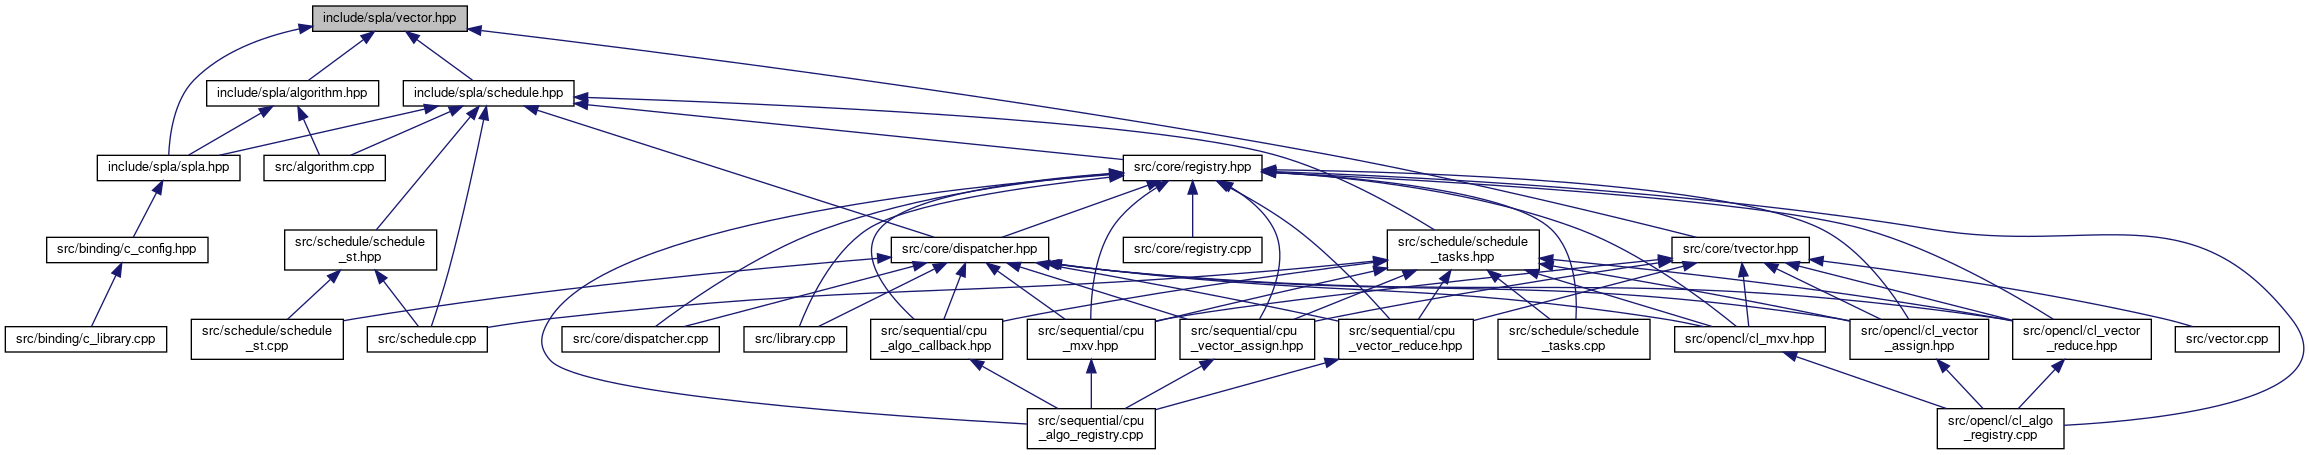 include/spla/vector.hpp
include/spla/algorithm.hpp
include/spla/schedule.hpp
include/spla/spla.hpp
src/algorithm.cpp
src/core/registry.hpp
src/binding/c_config.hpp
src/schedule/schedule
_st.hpp
src/core/dispatcher.hpp
src/core/registry.cpp
src/schedule/schedule
_tasks.hpp
src/core/tvector.hpp
src/binding/c_library.cpp
src/schedule/schedule
_st.cpp
src/schedule.cpp
src/core/dispatcher.cpp
src/library.cpp
src/sequential/cpu
_algo_callback.hpp
src/sequential/cpu
_mxv.hpp
src/sequential/cpu
_vector_assign.hpp
src/sequential/cpu
_vector_reduce.hpp
src/schedule/schedule
_tasks.cpp
src/opencl/cl_mxv.hpp
src/opencl/cl_vector
_assign.hpp
src/opencl/cl_vector
_reduce.hpp
src/vector.cpp
src/sequential/cpu
_algo_registry.cpp
src/opencl/cl_algo
_registry.cpp